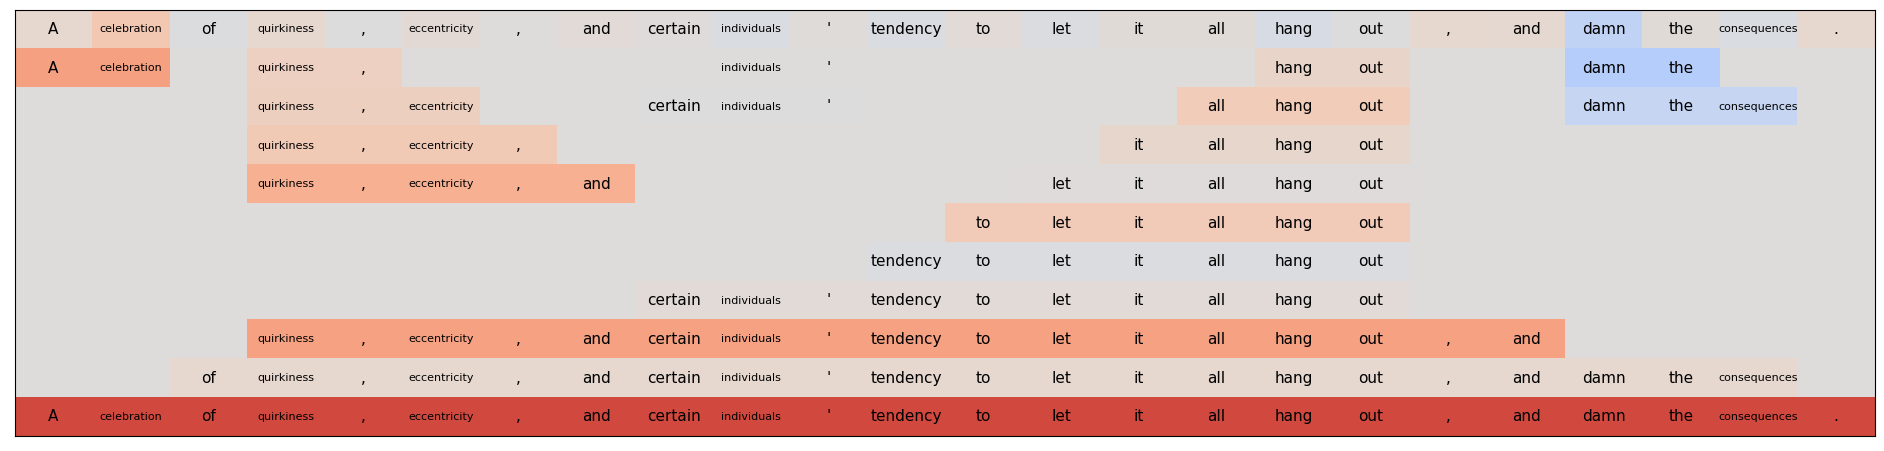 A celebration of quirkiness , eccentricity , and certain individuals ' tendency to let it all hang out , and damn the consequences .
A celebration quirkiness , individuals ' hang out damn the
quirkiness , eccentricity certain individuals ' all hang out damn the consequences
quirkiness , eccentricity , it all hang out
quirkiness , eccentricity , and let it all hang out
to let it all hang out
tendency to let it all hang out
certain individuals ' tendency to let it all hang out
quirkiness , eccentricity , and certain individuals ' tendency to let it all hang out , and
of quirkiness , eccentricity , and certain individuals ' tendency to let it all hang out , and damn the consequences
A celebration of quirkiness , eccentricity , and certain individuals ' tendency to let it all hang out , and damn the consequences .